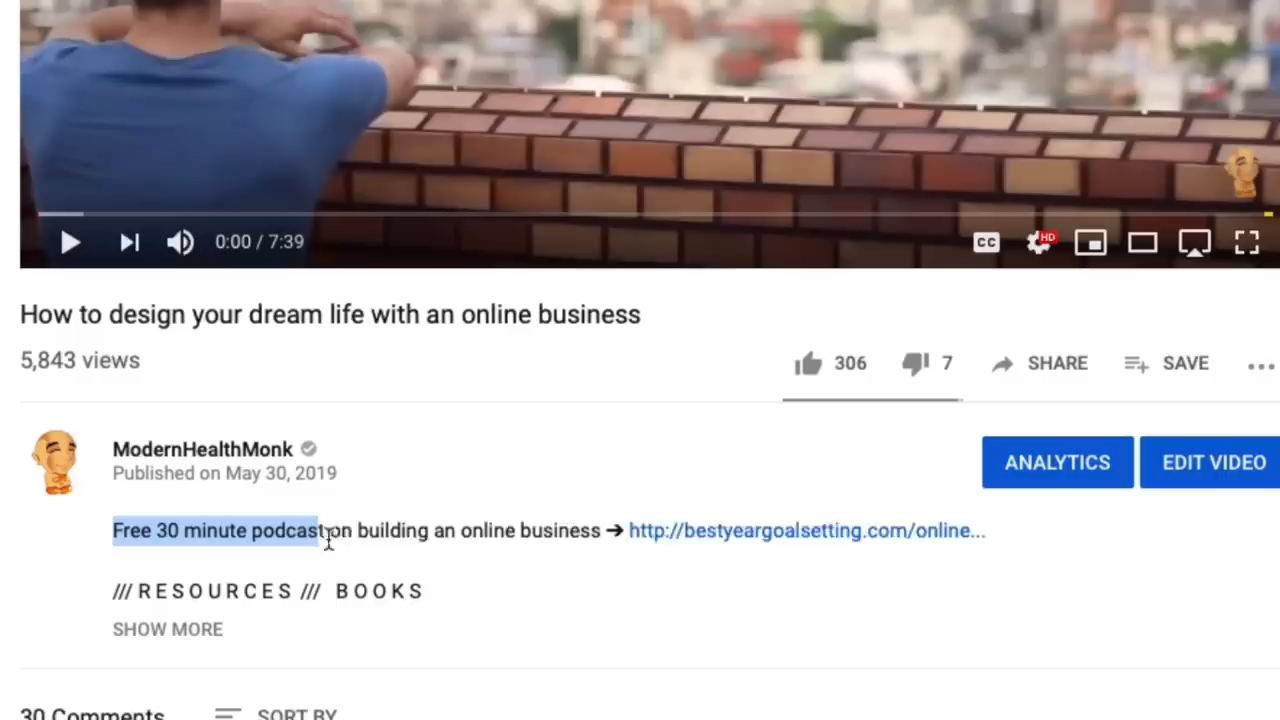 CC
HD
0:00 / 7:39
How to design your dream life with an online business
5,843 views
306
7
SHARE
SAVE
ModernHealthMonk
Published on May 30, 2019
ANALYTICS
EDIT VIDEO
Free 30 minute podcast on building an online business ➔ http://bestyeargoalsetting.com/online...
/// R E S O U R C E S /// B O O K S
SHOW MORE
30 Comments
SORT BY